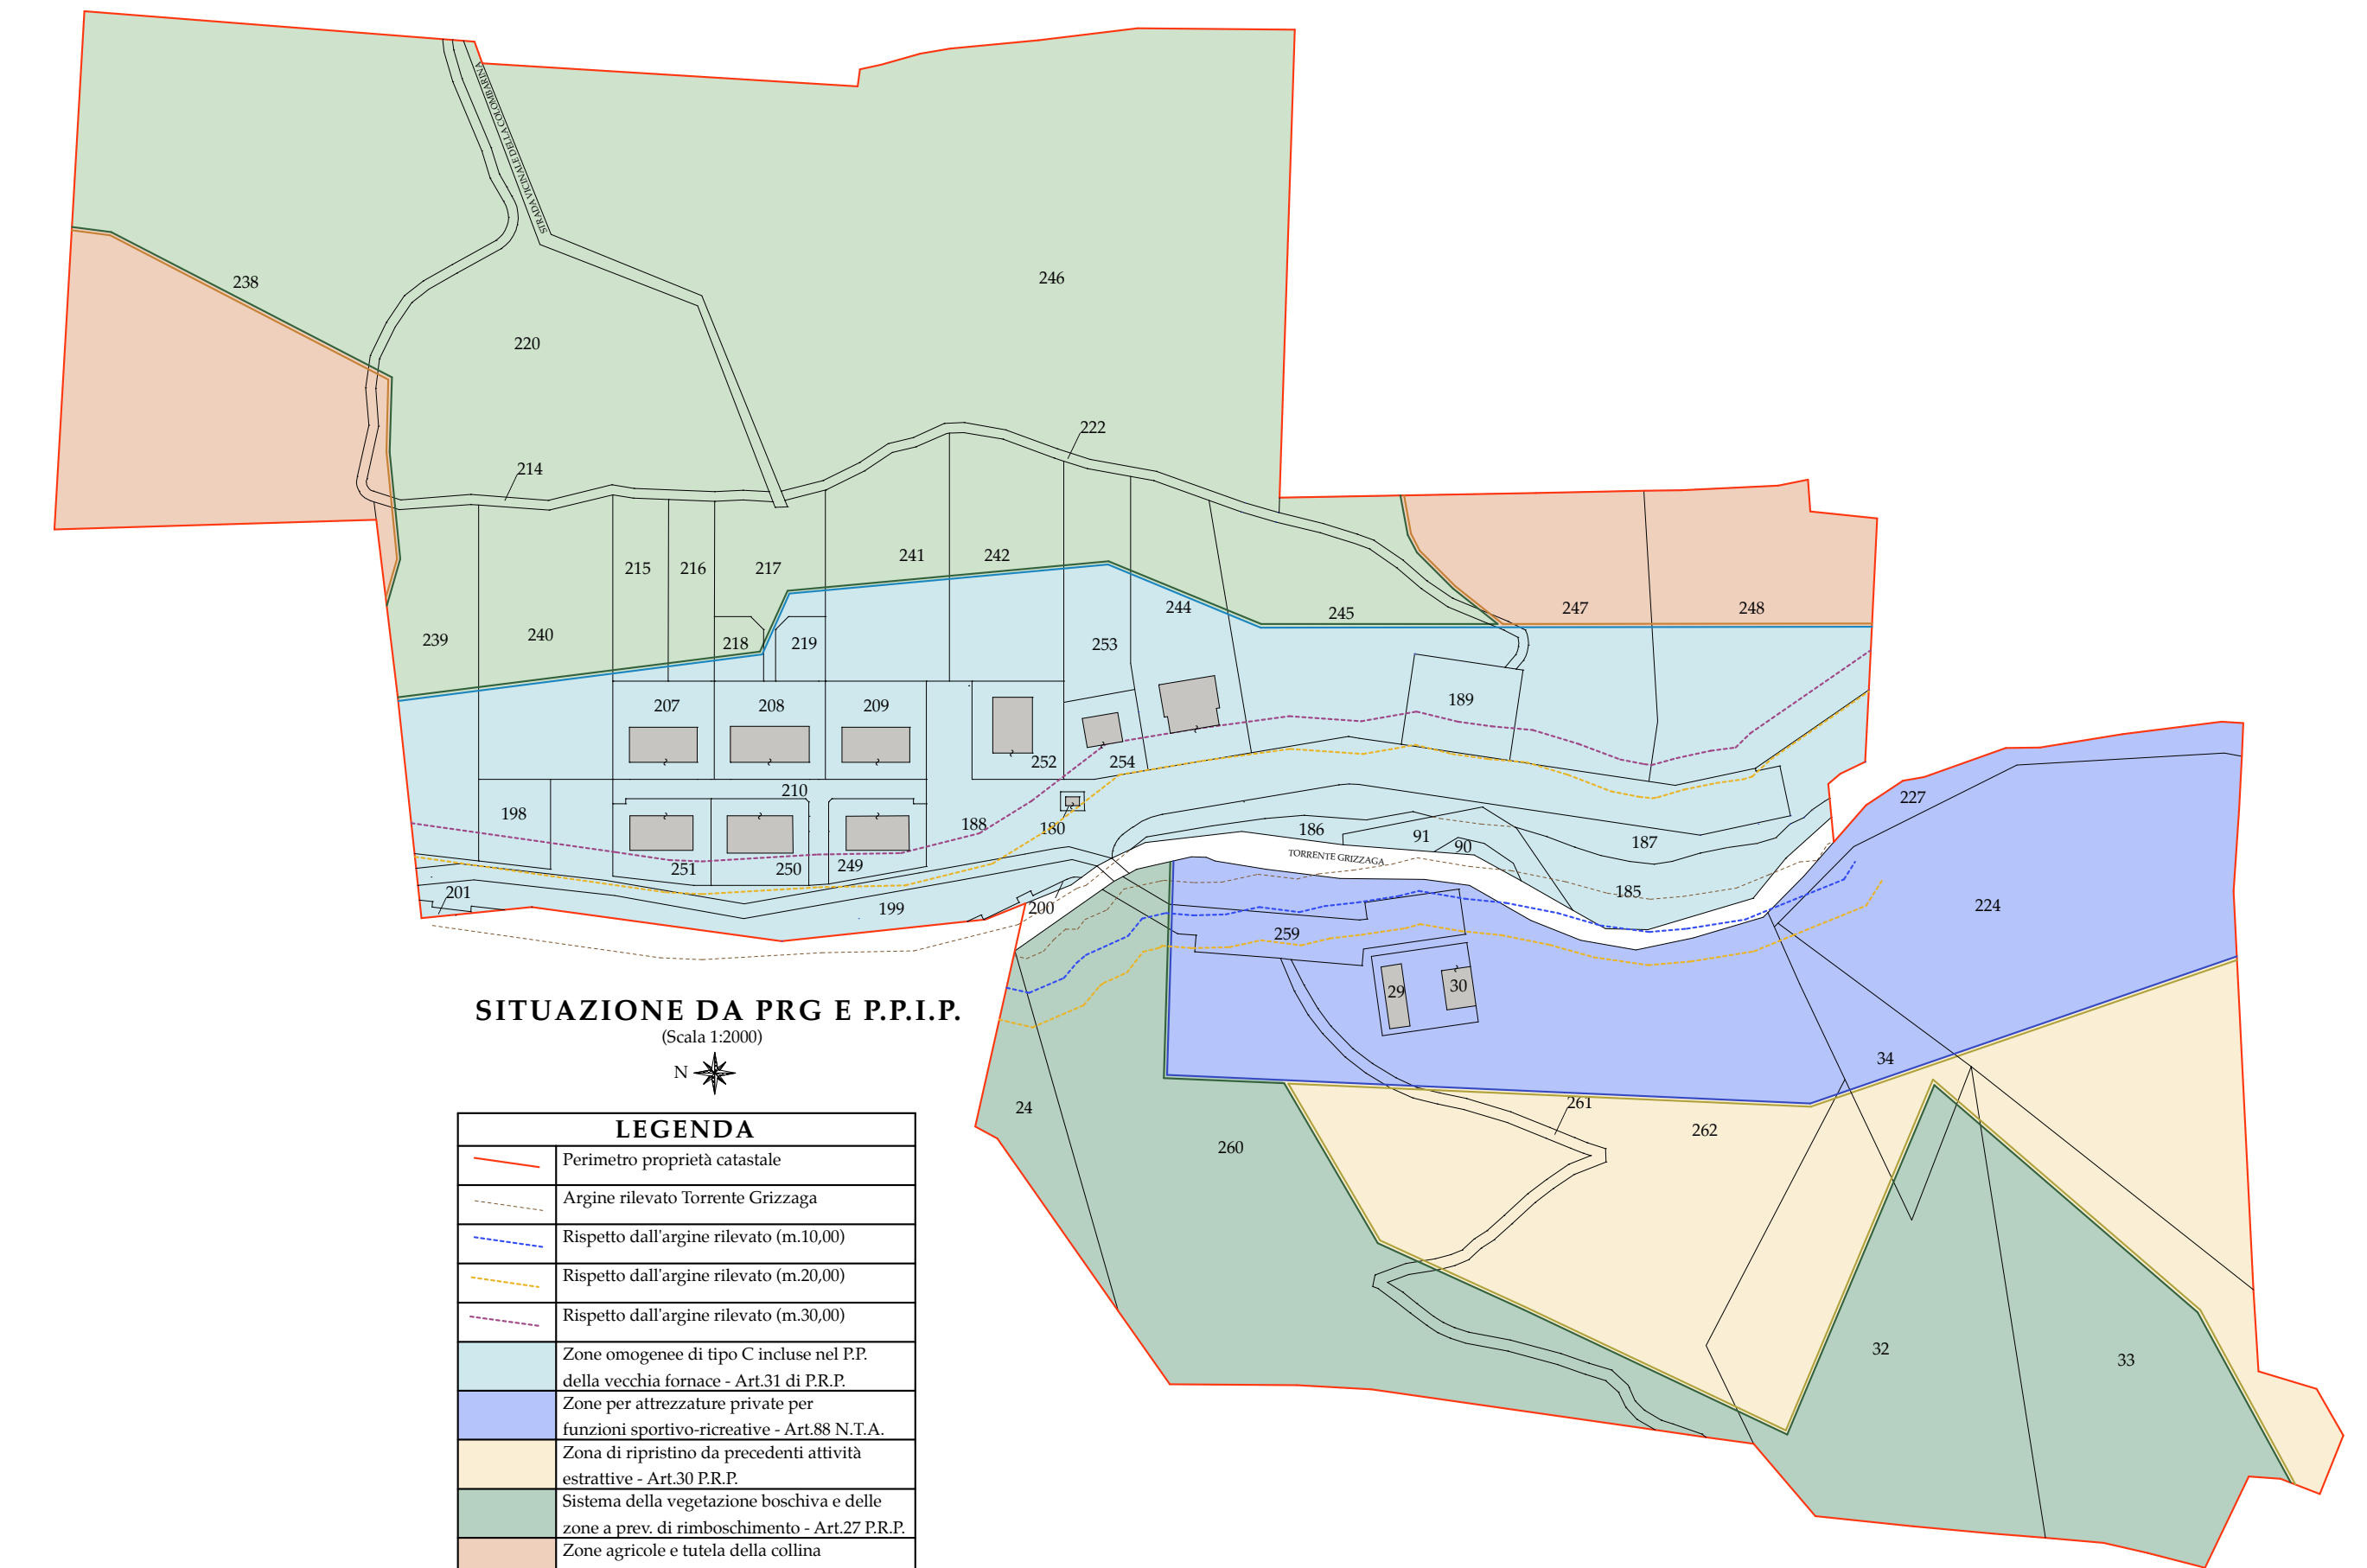 STRADA VICINALE DELLA COLOMBARINA
238
246
220
222
214
215
216
217
241
242
244
245
247
248
239
240
218
219
253
207
208
209
189
252
254
210
198
188
180
186
91
90
187
227
251
250
249
TORRENTE GRIZZAGA
201
199
200
185
224
259
29
30
34
24
260
261
262
32
33
SITUAZIONE DA PRG E P.P.I.P.
(Scala 1:2000)
N
LEGENDA
Perimetro proprietà catastale
Argine rilevato Torrente Grizzaga
Rispetto dall'argine rilevato (m.10,00)
Rispetto dall'argine rilevato (m.20,00)
Rispetto dall'argine rilevato (m.30,00)
Zone omogenee di tipo C incluse nel P.P.
della vecchia fornace - Art.31 di P.R.P.
Zone per attrezzature private per
funzioni sportivo-ricreative - Art.88 N.T.A.
Zona di ripristino da precedenti attività
estrattive - Art.30 P.R.P.
Sistema della vegetazione boschiva e delle
zone a prev. di rimboschimento - Art.27 P.R.P.
Zone agricole e tutela della collina